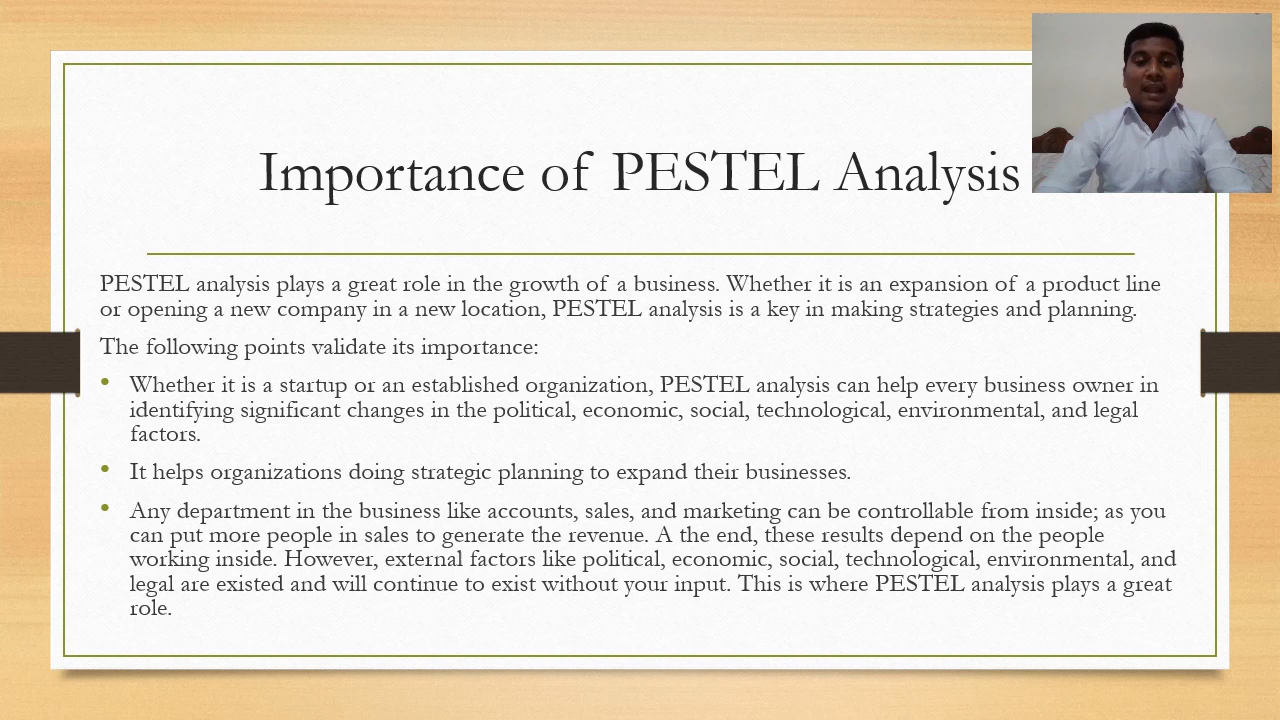 Importance of PESTEL Analysis
PESTEL analysis plays a great role in the growth of a business. Whether it is an expansion of a product line
or opening a new company in a new location, PESTEL analysis is a key in making strategies and planning.
The following points validate its importance:
• Whether it is a startup or an established organization, PESTEL analysis can help every business owner in
identifying significant changes in the political, economic, social, technological, environmental, and legal
factors.
• It helps organizations doing strategic planning to expand their businesses.
• Any department in the business like accounts, sales, and marketing can be controllable from inside; as you
can put more people in sales to generate the revenue. A the end, these results depend on the people
working inside. However, external factors like political, economic, social, technological, environmental, and
legal are existed and will continue to exist without your input. This is where PESTEL analysis plays a great
role.